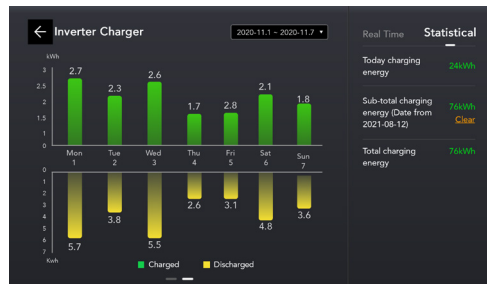 Inverter Charger
2020-11.1 ~ 2020-11.7
Real Time Statistical
Today charging energy 24kWh
Sub-total charging energy (Date from 2021-08-12) 76kWh
Clear
Total charging energy 76kWh
kWh
3
2.5
2
1.5
1
0
2.7 2.3 2.6 1.7 2.8 2.1 1.8
Mon Tue Wed Thu Fri Sat Sun
1 2 3 4 5 6 7
0
1
2
3
4
5
6
7
Kwh
5.7 3.8 5.5 2.6 3.1 4.8 3.6
Charged Discharged